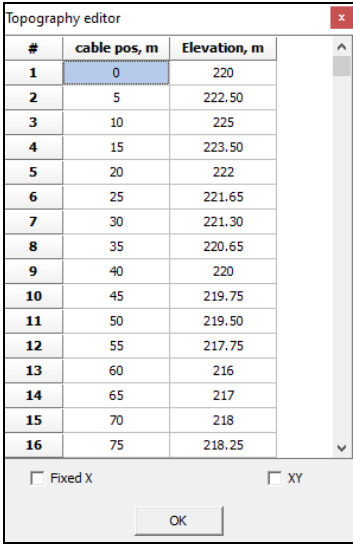 Topography editor x
# cable pos, m Elevation, m
1 0 220
2 5 222.50
3 10 225
4 15 223.50
5 20 222
6 25 221.65
7 30 221.30
8 35 220.65
9 40 220
10 45 219.75
11 50 219.50
12 55 217.75
13 60 216
14 65 217
15 70 218
16 75 218.25
Fixed X XY
OK